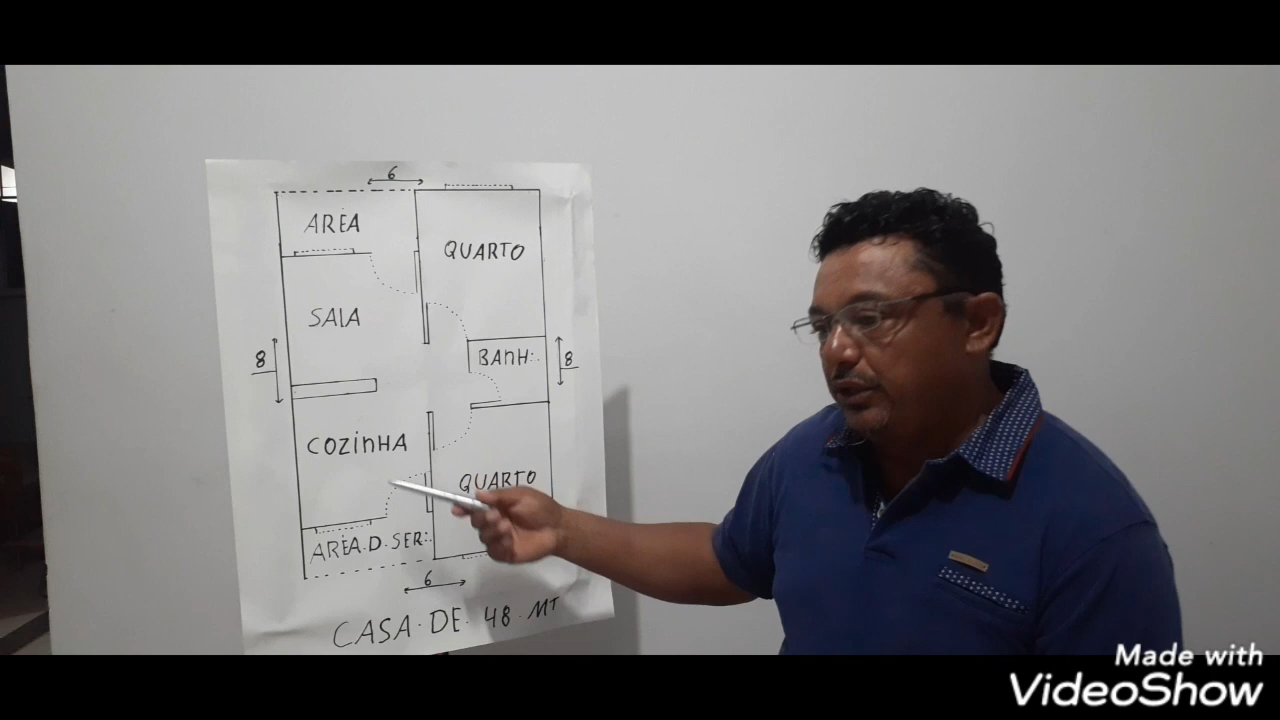 6
AREA
QUARTO
SALA
8
BANH:.
8
COZINHA
QUARTO
AREA.D.SER:.
6
CASA.DE.48.MT
Made with
VideoShow